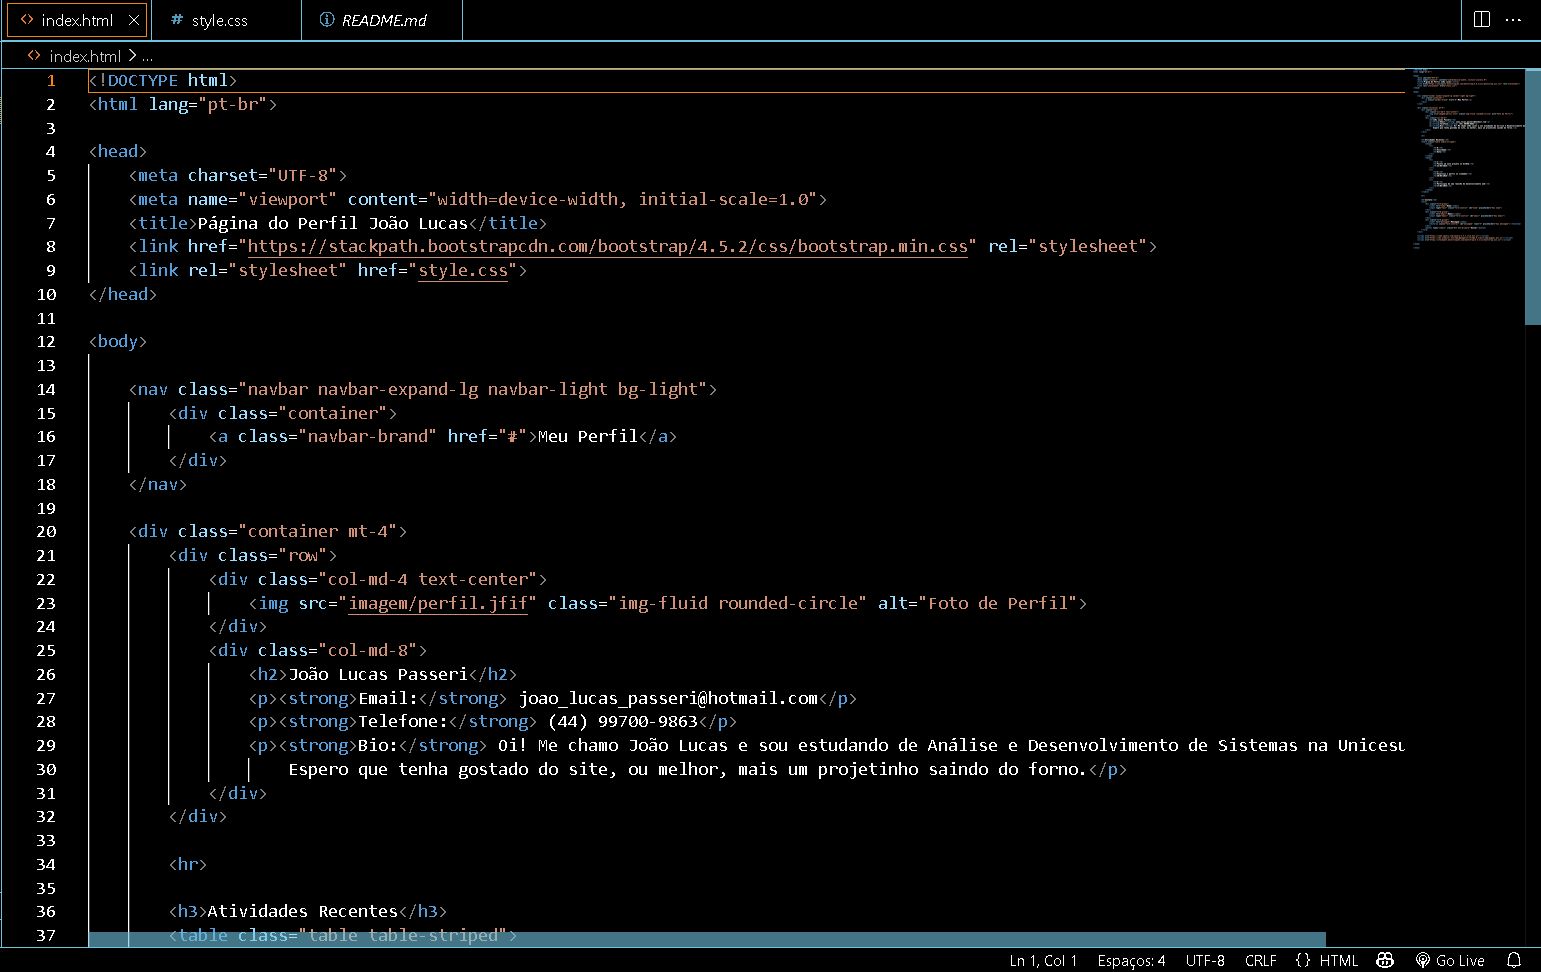 index.html
style.css
README.md
index.html > ...
1 <!DOCTYPE html>
2 <html lang="pt-br">
3
4 <head>
5     <meta charset="UTF-8">
6     <meta name="viewport" content="width=device-width, initial-scale=1.0">
7     <title>Página do Perfil João Lucas</title>
8     <link href="https://stackpath.bootstrapcdn.com/bootstrap/4.5.2/css/bootstrap.min.css" rel="stylesheet">
9     <link rel="stylesheet" href="style.css">
10 </head>
11
12 <body>
13
14     <nav class="navbar navbar-expand-lg navbar-light bg-light">
15         <div class="container">
16             <a class="navbar-brand" href="#">Meu Perfil</a>
17         </div>
18     </nav>
19
20     <div class="container mt-4">
21         <div class="row">
22             <div class="col-md-4 text-center">
23                 <img src="imagem/perfil.jfif" class="img-fluid rounded-circle" alt="Foto de Perfil">
24             </div>
25             <div class="col-md-8">
26                 <h2>João Lucas Passeri</h2>
27                 <p><strong>Email:</strong> joao_lucas_passeri@hotmail.com</p>
28                 <p><strong>Telefone:</strong> (44) 99700-9863</p>
29                 <p><strong>Bio:</strong> Oi! Me chamo João Lucas e sou estudando de Análise e Desenvolvimento de Sistemas na Unicesu
30                     Espero que tenha gostado do site, ou melhor, mais um projetinho saindo do forno.</p>
31             </div>
32         </div>
33
34         <hr>
35
36         <h3>Atividades Recentes</h3>
37         <table class="table table-striped">
Ln 1, Col 1 Espaços: 4 UTF-8 CRLF {} HTML Go Live